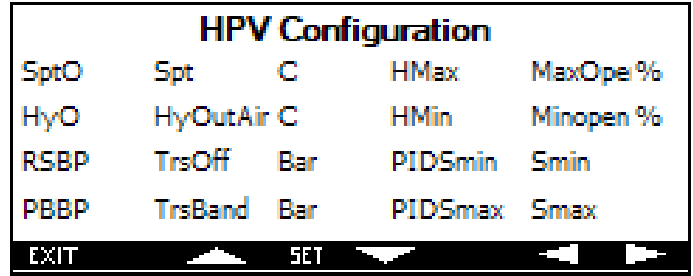 HPV Configuration
SptO Spt C HMax MaxOpe %
HyO HyOutAir C HMin Minopen %
RSBP TrsOff Bar PIDSmin Smin
PBBP TrsBand Bar PIDSmax Smax
EXIT SET